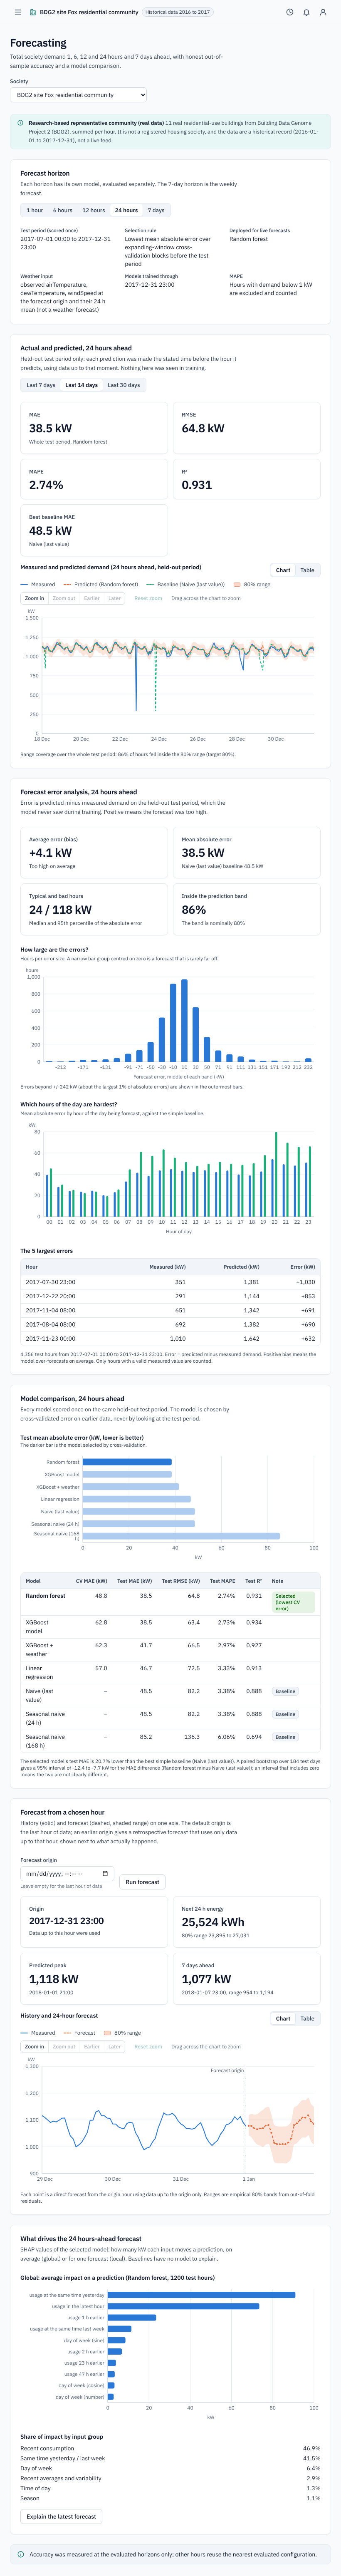 BDG2 site Fox residential community
Historical data 2016 to 2017
Forecasting
Total society demand 1, 6, 12 and 24 hours and 7 days ahead, with honest out-of-
sample accuracy and a model comparison.
Society
BDG2 site Fox residential community
Research-based representative community (real data) 11 real residential-use buildings from Building Data Genome
Project 2 (BDG2), summed per hour. It is not a registered housing society, and the data are a historical record (2016-01-
01 to 2017-12-31), not a live feed.
Forecast horizon
Each horizon has its own model, evaluated separately. The 7-day horizon is the weekly
forecast.
1 hour 6 hours 12 hours 24 hours 7 days
Test period (scored once)
2017-07-01 00:00 to 2017-12-31
23:00
Selection rule
Lowest mean absolute error over
expanding-window cross-
validation blocks before the test
period
Deployed for live forecasts
Random forest
Weather input
observed airTemperature,
dewTemperature, windSpeed at
the forecast origin and their 24 h
mean (not a weather forecast)
Models trained through
2017-12-31 23:00
MAPE
Hours with demand below 1 kW
are excluded and counted
Actual and predicted, 24 hours ahead
Held-out test period only: each prediction was made the stated time before the hour it
predicts, using data up to that moment. Nothing here was seen in training.
Last 7 days Last 14 days Last 30 days
MAE
38.5 kW
Whole test period, Random forest
RMSE
64.8 kW
MAPE
2.74%
R²
0.931
Best baseline MAE
48.5 kW
Naive (last value)
Measured and predicted demand (24 hours ahead, held-out period)
Chart Table
Measured Predicted (Random forest) Baseline (Naive (last value)) 80% range
Zoom in Zoom out Earlier Later Reset zoom Drag across the chart to zoom
kW
1,500
1,250
1,000
750
500
250
0
18 Dec 20 Dec 22 Dec 24 Dec 26 Dec 28 Dec 30 Dec
Range coverage over the whole test period: 86% of hours fell inside the 80% range (target 80%).
Forecast error analysis, 24 hours ahead
Error is predicted minus measured demand on the held-out test period, which the
model never saw during training. Positive means the forecast was too high.
Average error (bias)
+4.1 kW
Too high on average
Mean absolute error
38.5 kW
Naive (last value) baseline 48.5 kW
Typical and bad hours
24 / 118 kW
Median and 95th percentile of the absolute error
Inside the prediction band
86%
The band is nominally 80%
How large are the errors?
Hours per error size. A narrow bar group centred on zero is a forecast that is rarely far off.
hours
1,000
800
600
400
200
0
-212 -171 -131 -91 -71 -50 -30 -10 10 30 50 71 91 111 131 151 171 192 212 232
Forecast error, middle of each band (kW)
Errors beyond +/-242 kW (about the largest 1% of absolute errors) are shown in the outermost bars.
Which hours of the day are hardest?
Mean absolute error by hour of the day being forecast, against the simple baseline.
kW
80
60
40
20
0
00 01 02 03 04 05 06 07 08 09 10 11 12 13 14 15 16 17 18 19 20 21 22 23
Hour of day
The 5 largest errors
Hour Measured (kW) Predicted (kW) Error (kW)
2017-07-30 23:00 351 1,381 +1,030
2017-12-22 20:00 291 1,144 +853
2017-11-04 08:00 651 1,342 +691
2017-08-04 08:00 692 1,382 +690
2017-11-23 00:00 1,010 1,642 +632
4,356 test hours from 2017-07-01 00:00 to 2017-12-31 23:00. Error = predicted minus measured demand. Positive bias means the
model over-forecasts on average. Only hours with a valid measured value are counted.
Model comparison, 24 hours ahead
Every model scored once on the same held-out test period. The model is chosen by
cross-validated error on earlier data, never by looking at the test period.
Test mean absolute error (kW, lower is better)
The darker bar is the model selected by cross-validation.
Random forest
XGBoost model
XGBoost + weather
Linear regression
Naive (last value)
Seasonal naive (24 h)
Seasonal naive (168
h)
0 20 40 60 80 100
kW
Model CV MAE (kW) Test MAE (kW) Test RMSE (kW) Test MAPE Test R² Note
Random forest 48.8 38.5 64.8 2.74% 0.931 Selected
(lowest CV
error)
XGBoost
model 62.8 38.5 63.4 2.73% 0.934
XGBoost +
weather 62.3 41.7 66.5 2.97% 0.927
Linear
regression 57.0 46.7 72.5 3.33% 0.913
Naive (last
value) – 48.5 82.2 3.38% 0.888 Baseline
Seasonal naive
(24 h) – 48.5 82.2 3.38% 0.888 Baseline
Seasonal naive
(168 h) – 85.2 136.3 6.06% 0.694 Baseline
The selected model's test MAE is 20.7% lower than the best simple baseline (Naive (last value)). A paired bootstrap over 184 test days
gives a 95% interval of -12.4 to -7.7 kW for the MAE difference (Random forest minus Naive (last value)); an interval that includes zero
means the two are not clearly different.
Forecast from a chosen hour
History (solid) and forecast (dashed, shaded range) on one axis. The default origin is
the last hour of data; an earlier origin gives a retrospective forecast that uses only data
up to that hour, shown next to what actually happened.
Forecast origin
mm/dd/yyyy, --:-- --
Run forecast
Leave empty for the last hour of data
Origin
2017-12-31 23:00
Data up to this hour were used
Next 24 h energy
25,524 kWh
80% range 23,895 to 27,031
Predicted peak
1,118 kW
2018-01-01 21:00
7 days ahead
1,077 kW
2018-01-07 23:00, range 954 to 1,194
History and 24-hour forecast
Chart Table
Measured Forecast 80% range
Zoom in Zoom out Earlier Later Reset zoom Drag across the chart to zoom
kW
1,300
Forecast origin
1,200
1,100
1,000
900
29 Dec 30 Dec 31 Dec 1 Jan
Each point is a direct forecast from the origin hour using data up to the origin only. Ranges are empirical 80% bands from out-of-fold
residuals.
What drives the 24 hours-ahead forecast
SHAP values of the selected model: how many kW each input moves a prediction, on
average (global) or for one forecast (local). Baselines have no model to explain.
Global: average impact on a prediction (Random forest, 1200 test hours)
usage at the same time yesterday
usage in the latest hour
usage 1 h earlier
usage at the same time last week
day of week (sine)
usage 2 h earlier
usage 23 h earlier
usage 47 h earlier
day of week (cosine)
day of week (number)
0 20 40 60 80 100
kW
Share of impact by input group
Recent consumption 46.9%
Same time yesterday / last week 41.5%
Day of week 6.4%
Recent averages and variability 2.9%
Time of day 1.3%
Season 1.1%
Explain the latest forecast
Accuracy was measured at the evaluated horizons only; other hours reuse the nearest evaluated configuration.